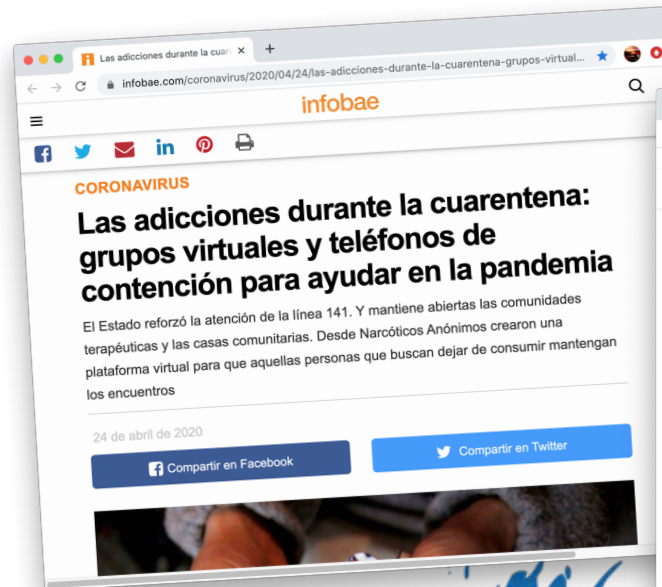 Las adicciones durante la cuar
infobae.com/coronavirus/2020/04/24/las-adicciones-durante-la-cuarentena-grupos-virtual...
infobae
CORONAVIRUS
Las adicciones durante la cuarentena:
grupos virtuales y teléfonos de
contención para ayudar en la pandemia
El Estado reforzó la atención de la línea 141. Y mantiene abiertas las comunidades
terapéuticas y las casas comunitarias. Desde Narcóticos Anónimos crearon una
plataforma virtual para que aquellas personas que buscan dejar de consumir mantengan
los encuentros
24 de abril de 2020
Compartir en Facebook
Compartir en Twitter